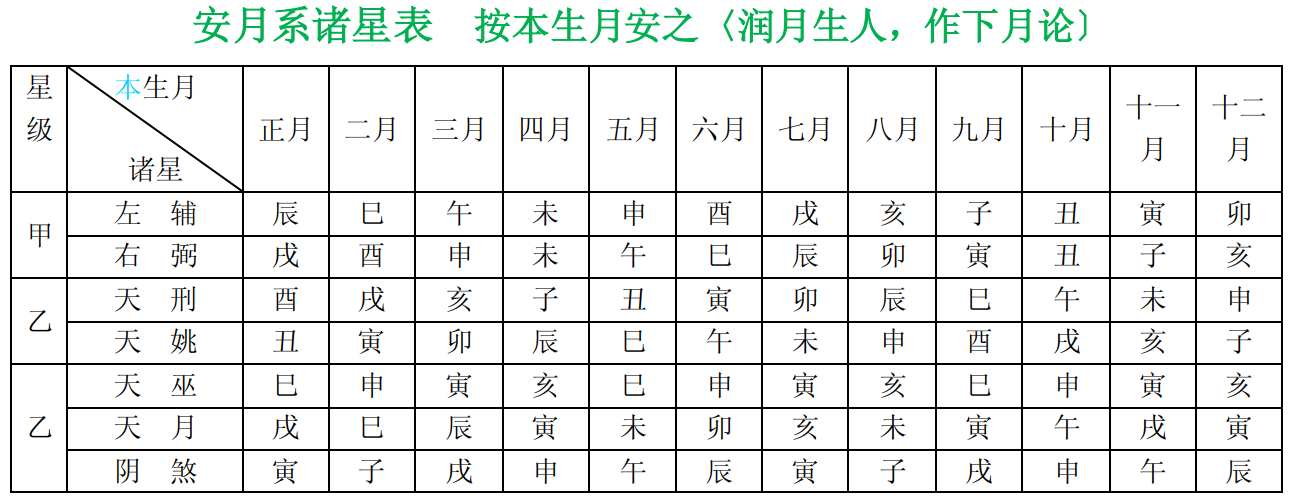 安月系诸星表 按本生月安之〈润月生人，作下月论〉
星级 本生月 诸星 正月 二月 三月 四月 五月 六月 七月 八月 九月 十月 十一月 十二月
甲 左辅 辰 巳 午 未 申 酉 戌 亥 子 丑 寅 卯
右弼 戌 酉 申 未 午 巳 辰 卯 寅 丑 子 亥
乙 天刑 酉 戌 亥 子 丑 寅 卯 辰 巳 午 未 申
天姚 丑 寅 卯 辰 巳 午 未 申 酉 戌 亥 子
乙 天巫 巳 申 寅 亥 巳 申 寅 亥 巳 申 寅 亥
天月 戌 巳 辰 寅 未 卯 亥 未 寅 午 戌 寅
阴煞 寅 子 戌 申 午 辰 寅 子 戌 申 午 辰